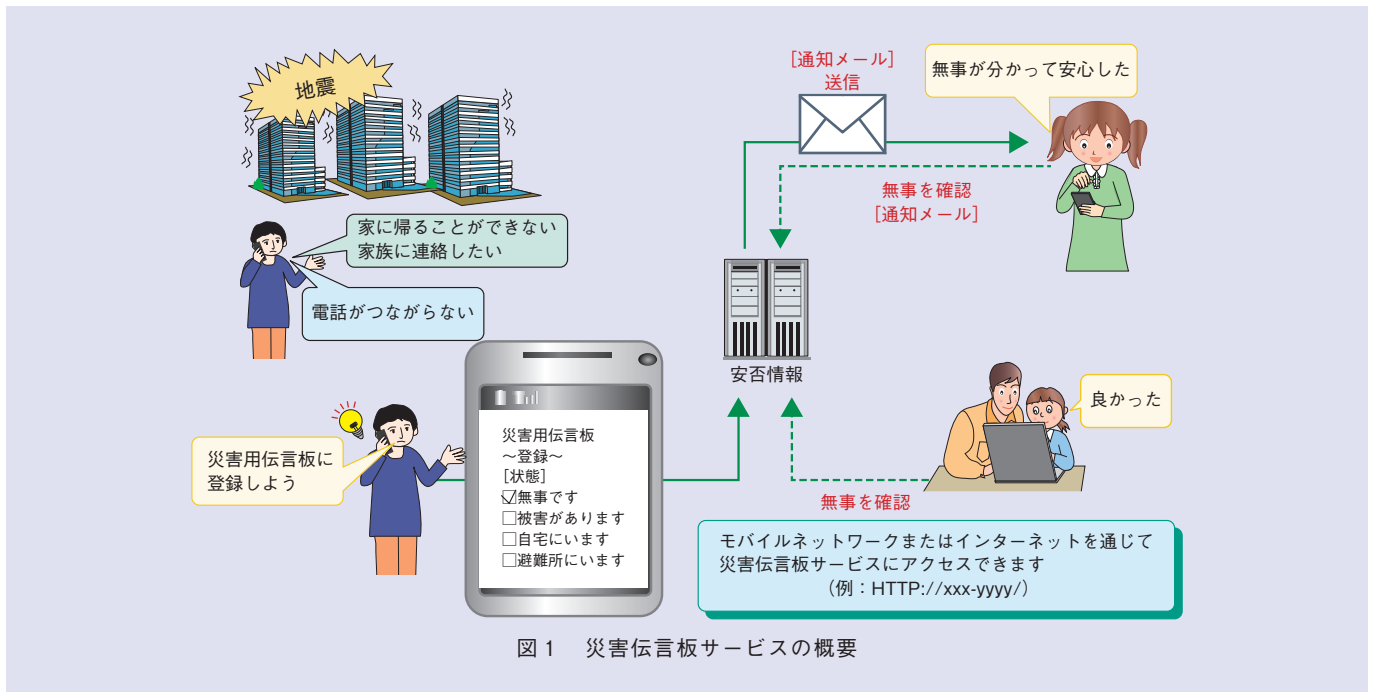 地震
家に帰ることができない
家族に連絡したい
電話がつながらない
災害用伝言板に
登録しよう
災害用伝言板
～登録～
[状態]
☑無事です
□被害があります
□自宅にいます
□避難所にいます
[通知メール]
送信
無事が分かって安心した
無事を確認
[通知メール]
安否情報
良かった
無事を確認
モバイルネットワークまたはインターネットを通じて
災害伝言板サービスにアクセスできます
（例：HTTP://xxx-yyyy/）
図1　災害伝言板サービスの概要